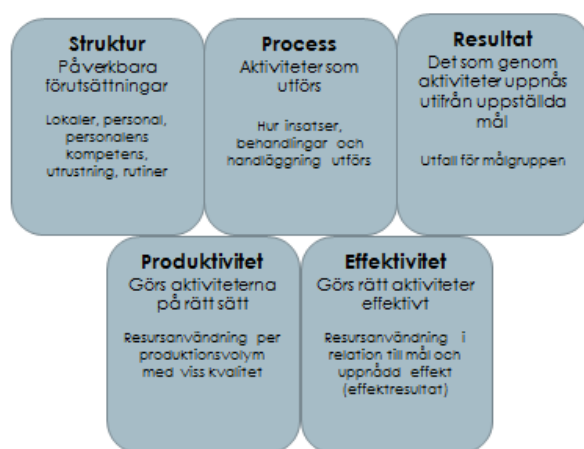 Struktur
Påverkbara
förutsättningar
Lokaler, personal,
personalens
kompetens,
utrustning, rutiner
Process
Aktiviteter som
utförs
Hur insatser,
behandlingar och
handläggning utförs
Resultat
Det som genom
aktiviteter uppnås
utifrån uppställda
mål
Utfall för målgruppen
Produktivitet
Görs aktiviteterna
på rätt sätt
Resursanvändning per
produktionsvolym
med viss kvalitet
Effektivitet
Görs rätt aktiviteter
effektivt
Resursanvändning i
relation till mål och
uppnådd effekt
(effektresultat)